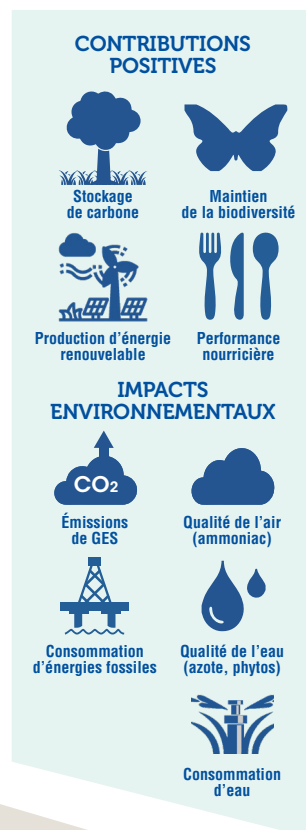 CONTRIBUTIONS
POSITIVES
Stockage
de carbone
Maintien
de la biodiversité
Production d'énergie
renouvelable
Performance
nourricière
IMPACTS
ENVIRONNEMENTAUX
CO₂
Émissions
de GES
Qualité de l'air
(ammoniac)
Consommation
d'énergies fossiles
Qualité de l'eau
(azote, phytos)
Consommation
d'eau